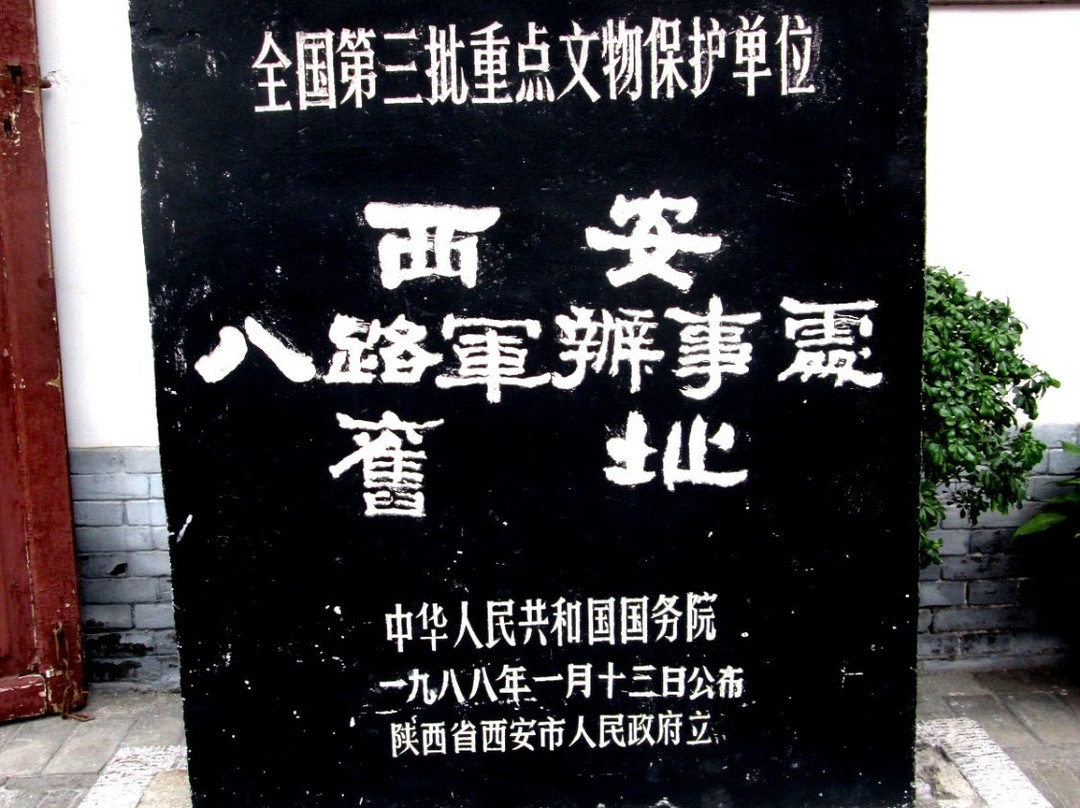 全国第三批重点文物保护单位
西安
八路軍辦事處
舊址
中华人民共和国国务院
一九八八年一月十三日公布
陕西省西安市人民政府立